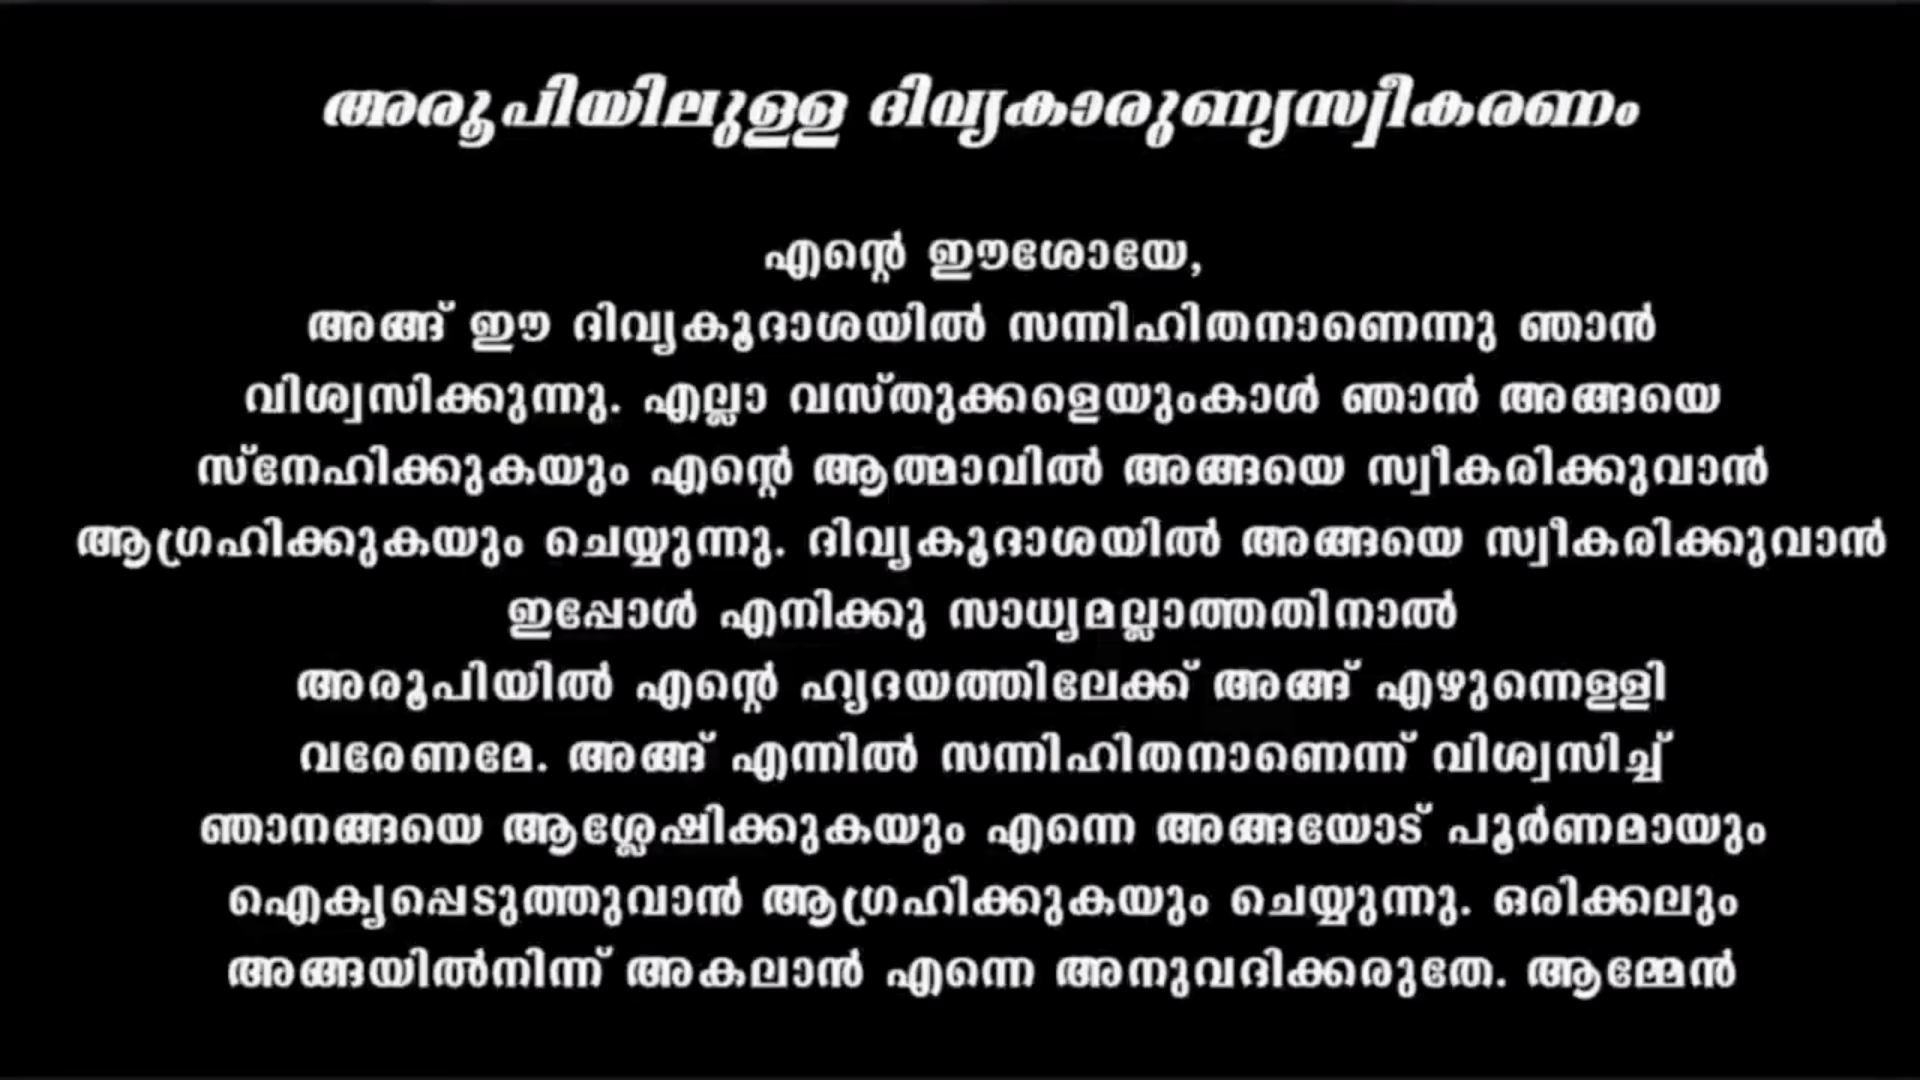 അരൂപിയിലുള്ള ദിവ്യകാരുണ്യസ്വീകരണം
എന്റെ ഈശോയേ,
അങ്ങ് ഈ ദിവ്യകൂദാശയിൽ സന്നിഹിതനാണെന്നു ഞാൻ
വിശ്വസിക്കുന്നു. എല്ലാ വസ്തുക്കളെയുംകാൾ ഞാൻ അങ്ങയെ
സ്നേഹിക്കുകയും എന്റെ ആത്മാവിൽ അങ്ങയെ സ്വീകരിക്കുവാൻ
ആഗ്രഹിക്കുകയും ചെയ്യുന്നു. ദിവ്യകൂദാശയിൽ അങ്ങയെ സ്വീകരിക്കുവാൻ
ഇപ്പോൾ എനിക്കു സാധ്യമല്ലാത്തതിനാൽ
അരൂപിയിൽ എന്റെ ഹൃദയത്തിലേക്ക് അങ്ങ് എഴുന്നെള്ളി
വരേണമേ. അങ്ങ് എന്നിൽ സന്നിഹിതനാണെന്ന് വിശ്വസിച്ച്
ഞാനങ്ങയെ ആശ്ലേഷിക്കുകയും എന്നെ അങ്ങയോട് പൂർണമായും
ഐക്യപ്പെടുത്തുവാൻ ആഗ്രഹിക്കുകയും ചെയ്യുന്നു. ഒരിക്കലും
അങ്ങയിൽനിന്ന് അകലാൻ എന്നെ അനുവദിക്കരുതേ. ആമ്മേൻ